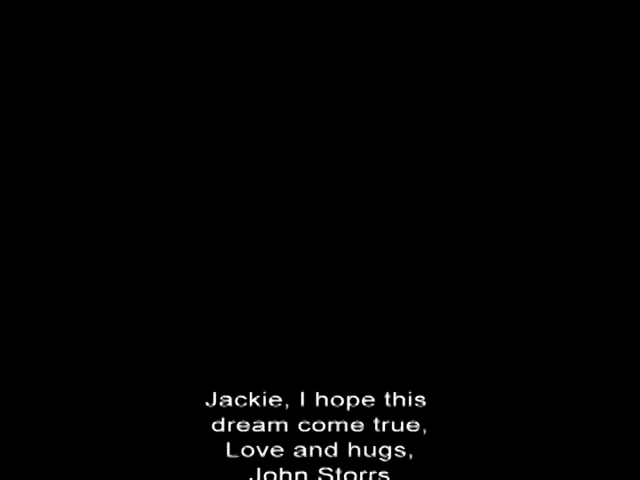 Jackie, I hope this
dream come true,
Love and hugs,
John Storrs